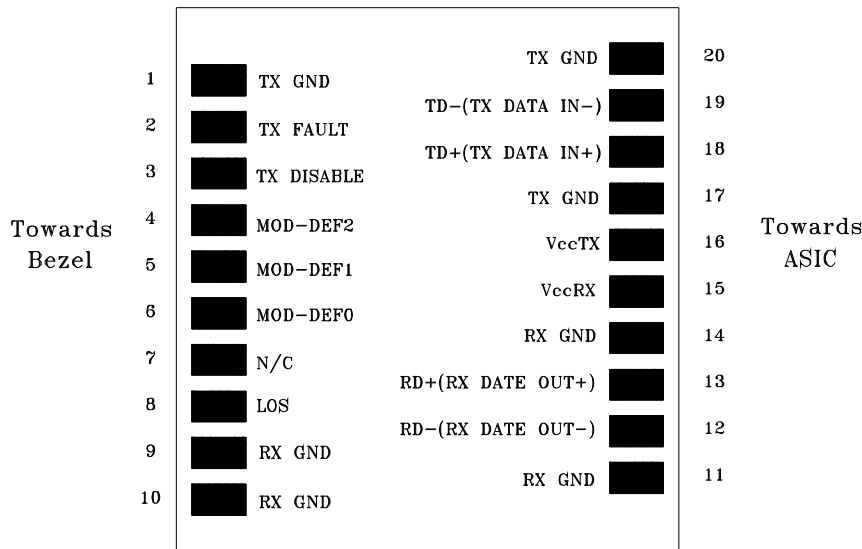 Towards
Bezel
1 TX GND
2 TX FAULT
3 TX DISABLE
4 MOD-DEF2
5 MOD-DEF1
6 MOD-DEF0
7 N/C
8 LOS
9 RX GND
10 RX GND
TX GND 20
TD-(TX DATA IN-) 19
TD+(TX DATA IN+) 18
TX GND 17
VccTX 16
VccRX 15
RX GND 14
RD+(RX DATE OUT+) 13
RD-(RX DATE OUT-) 12
RX GND 11
Towards
ASIC